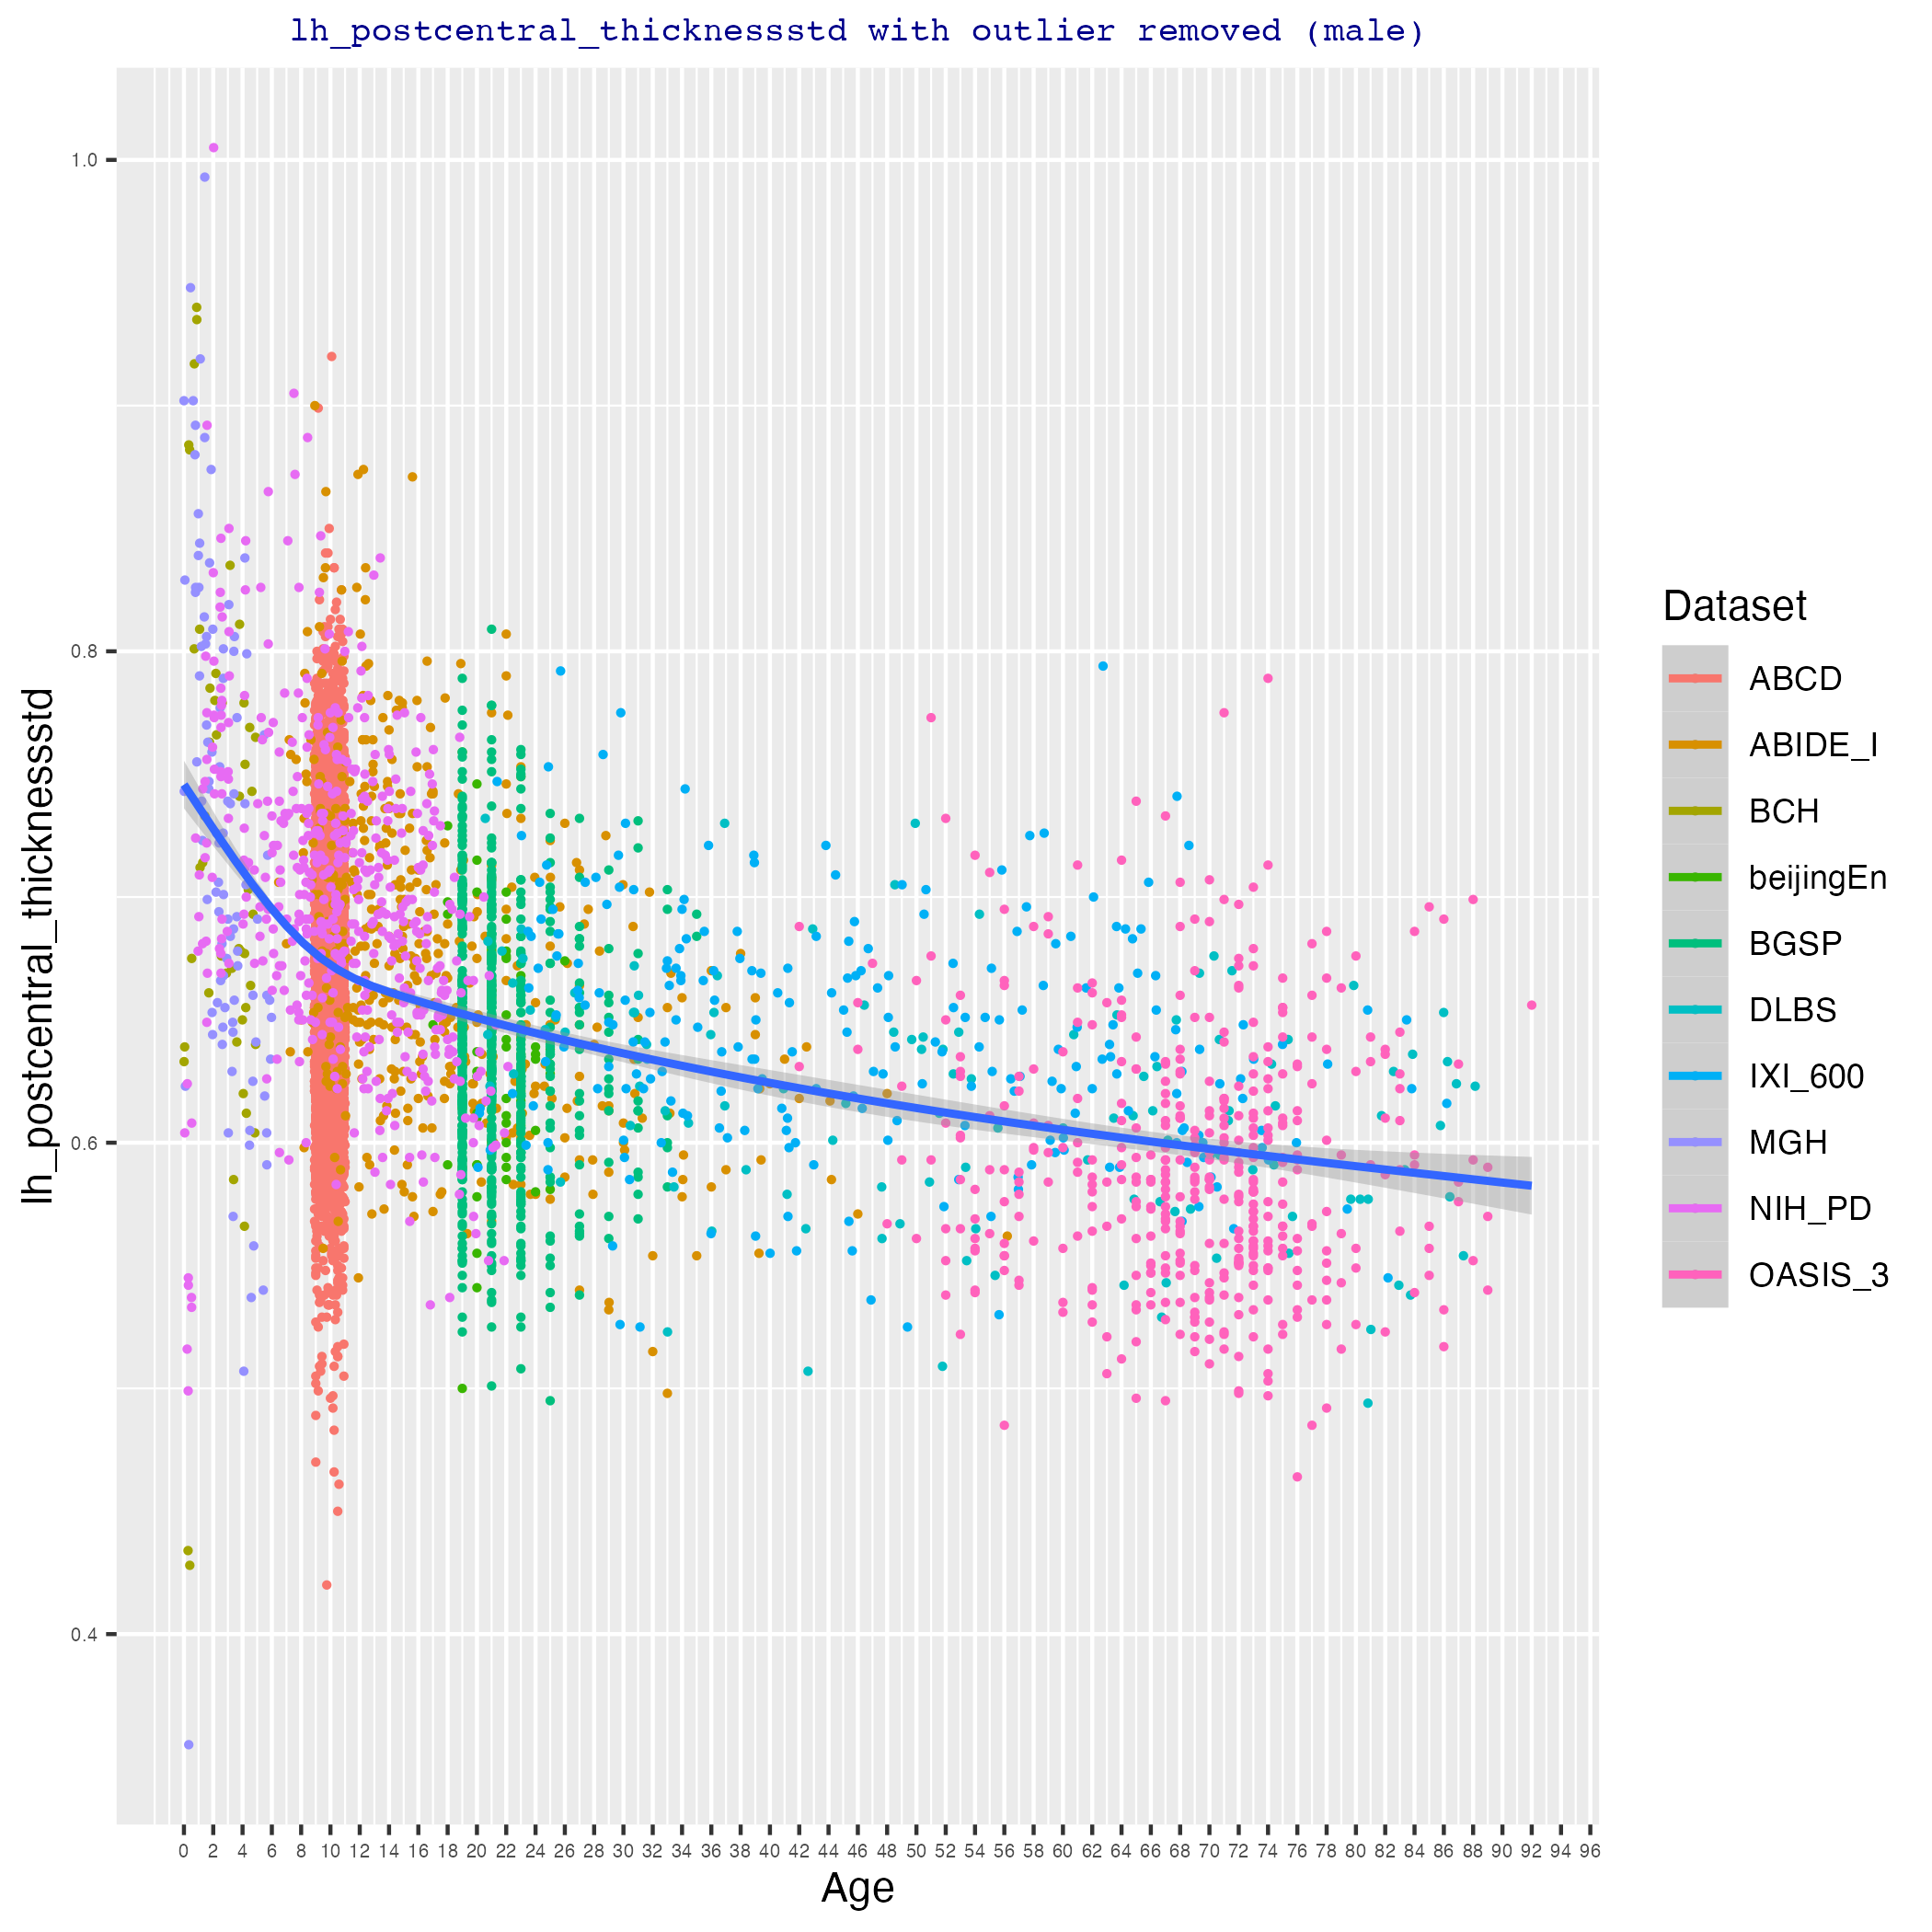 lh_postcentral_thicknessstd with outlier removed (male)
lh_postcentral_thicknessstd
1.0
0.8
0.6
0.4
0 2 4 6 8 10 12 14 16 18 20 22 24 26 28 30 32 34 36 38 40 42 44 46 48 50 52 54 56 58 60 62 64 66 68 70 72 74 76 78 80 82 84 86 88 90 92 94 96
Age
Dataset
ABCD
ABIDE_I
BCH
beijingEn
BGSP
DLBS
IXI_600
MGH
NIH_PD
OASIS_3